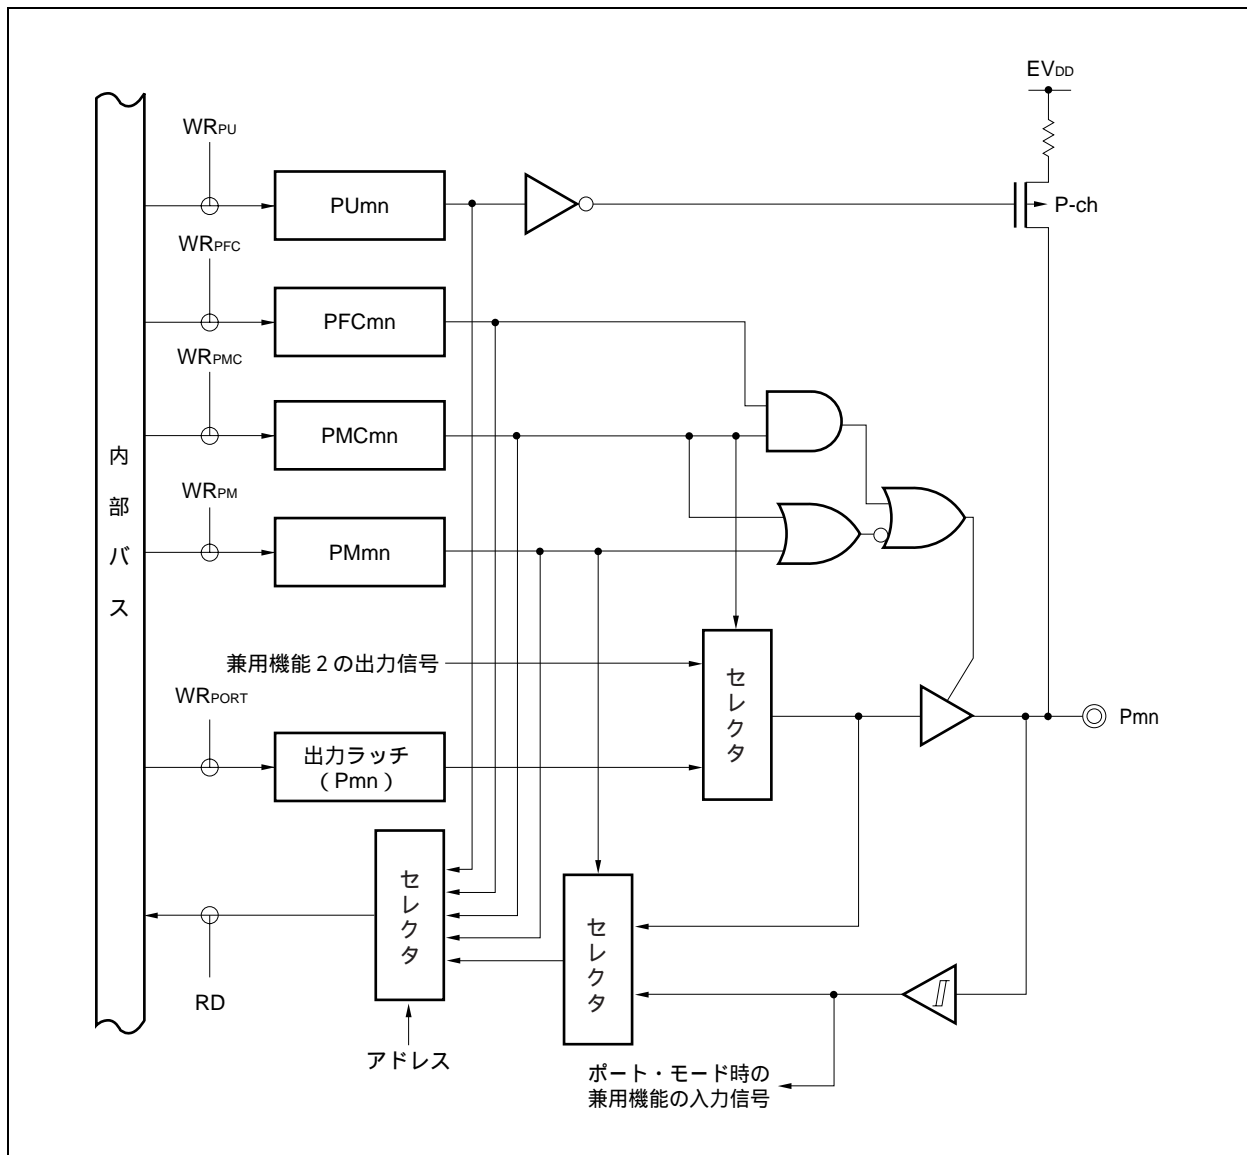 EVDD
WRPU
PUmn
P-ch
WRPFC
PFCmn
WRPMC
PMCmn
内部バス
WRPM
PMmn
兼用機能２の出力信号
セレクタ
WRPORT
出力ラッチ
（Pmn）
Pmn
セレクタ
セレクタ
RD
アドレス
ポート・モード時の
兼用機能の入力信号